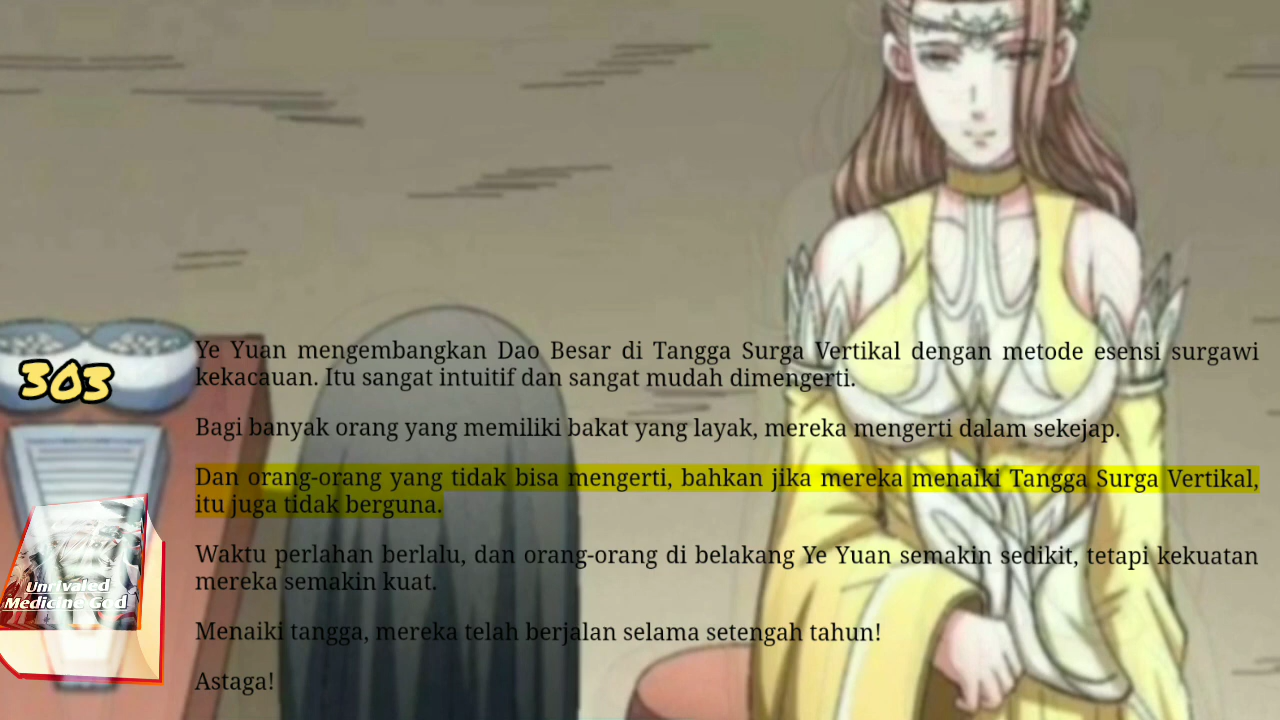 Ye Yuan mengembangkan Dao Besar di Tangga Surga Vertikal dengan metode esensi surgawi
kekacauan. Itu sangat intuitif dan sangat mudah dimengerti.
Bagi banyak orang yang memiliki bakat yang layak, mereka mengerti dalam sekejap.
Dan orang-orang yang tidak bisa mengerti, bahkan jika mereka menaiki Tangga Surga Vertikal,
itu juga tidak berguna.
Waktu perlahan berlalu, dan orang-orang di belakang Ye Yuan semakin sedikit, tetapi kekuatan
mereka semakin kuat.
Menaiki tangga, mereka telah berjalan selama setengah tahun!
Astaga!
303
Unrivaled
Medicine God